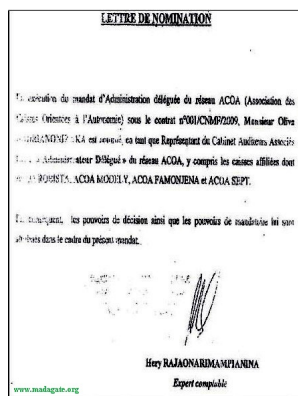 LETTRE DE NOMINATION
exécution du mandat d'Administration déléguée du réseau ACOA (Association des
Caisses Orientées à l'Autonomie) sous le contrat n°001/CNMF/2009, Monsieur Olive
est nommé, en tant que Représentant du Cabinet Auditeurs Associés
Administrateur Délégué » du réseau ACOA, y compris les caisses affiliées dont
ACOA MODELY, ACOA FAMONJENA et ACOA SEPT.
les pouvoirs de décision ainsi que les pouvoirs de mandataire lui sont
dans le cadre du présent mandat.
Hery RAJAONARIMAMPIANINA
Expert comptable
www.madagate.org